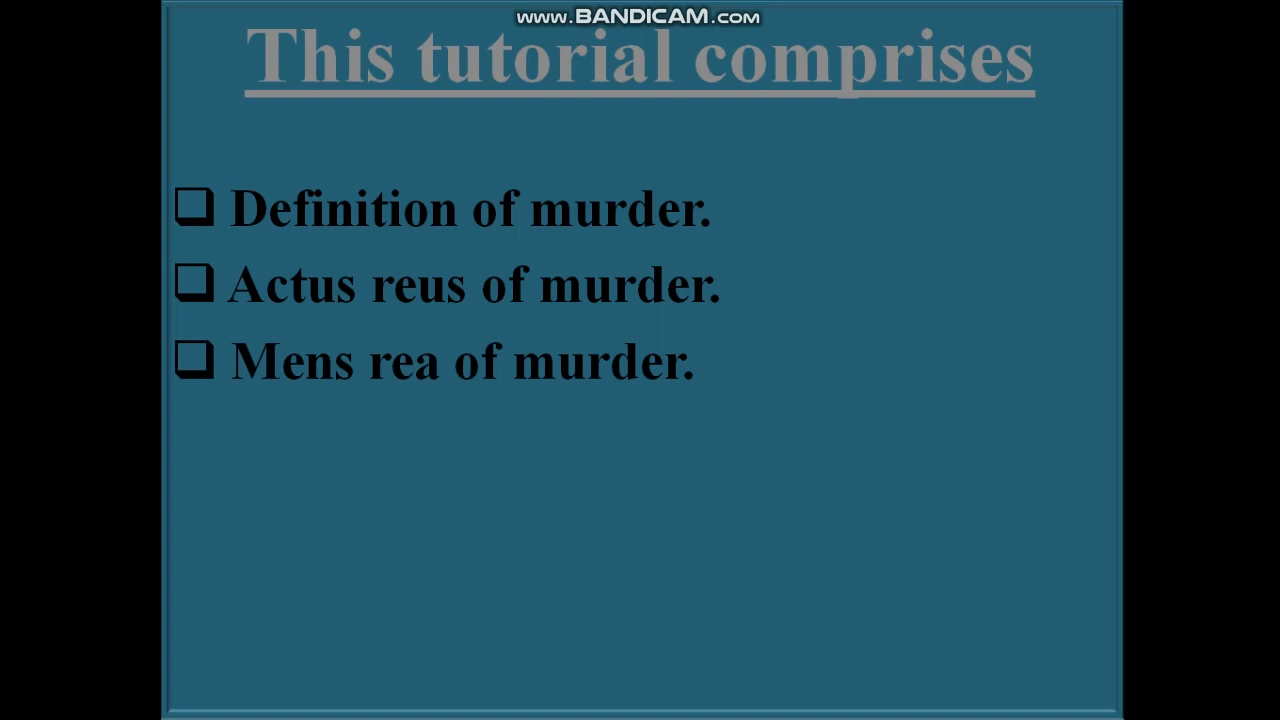 www.BANDICAM.com
This tutorial comprises
❑ Definition of murder.
❑ Actus reus of murder.
❑ Mens rea of murder.